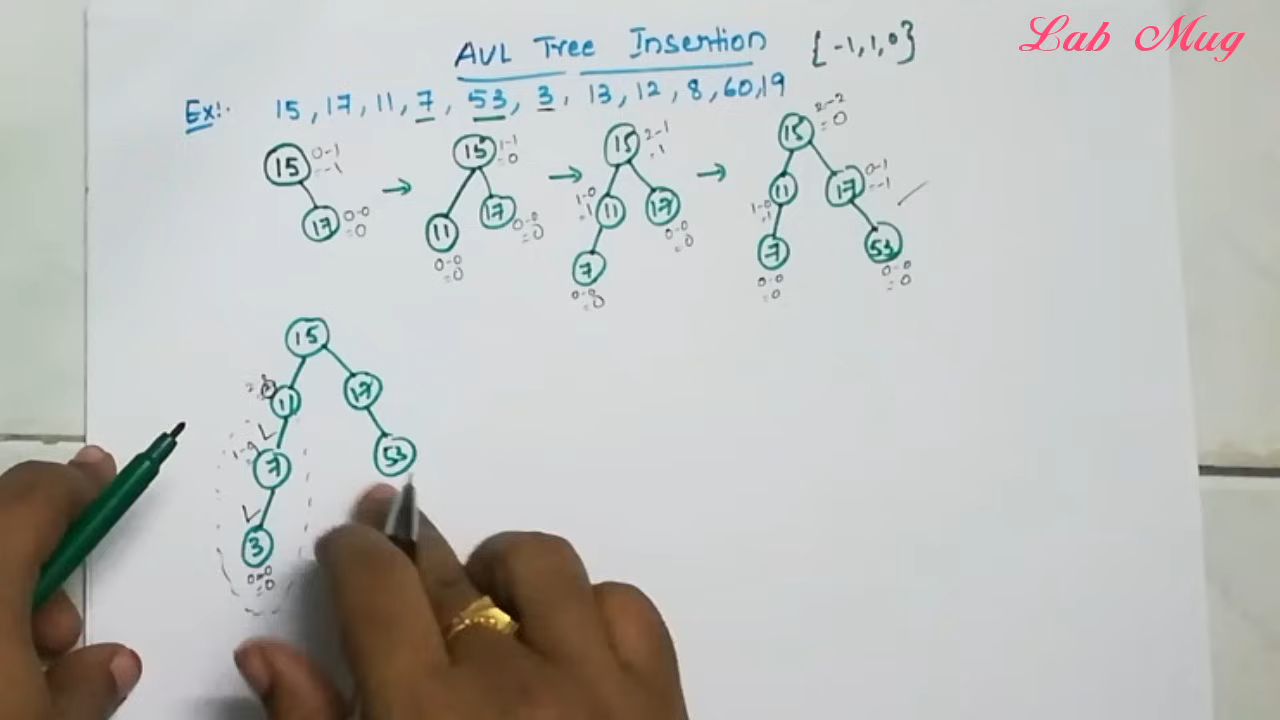 Lab Mug
AVL Tree Insertion {-1,1,0}
Ex:- 15, 17, 11, 7, 53, 3, 13, 12, 8, 60, 19
15 0-1 =-1
17 0-0 =0
→
15 1-1 =0
11 0-0 =0
17 0-0 =0
→
15 2-1 =1
11 1-0 =1
17 0-0 =0
7 0-0 =0
→
15 2-2 =0
11 1-0 =1
17 0-1 =-1
7 0-0 =0
53 0-0 =0
15
11
17
L
7
53
L
3 0-0 =0